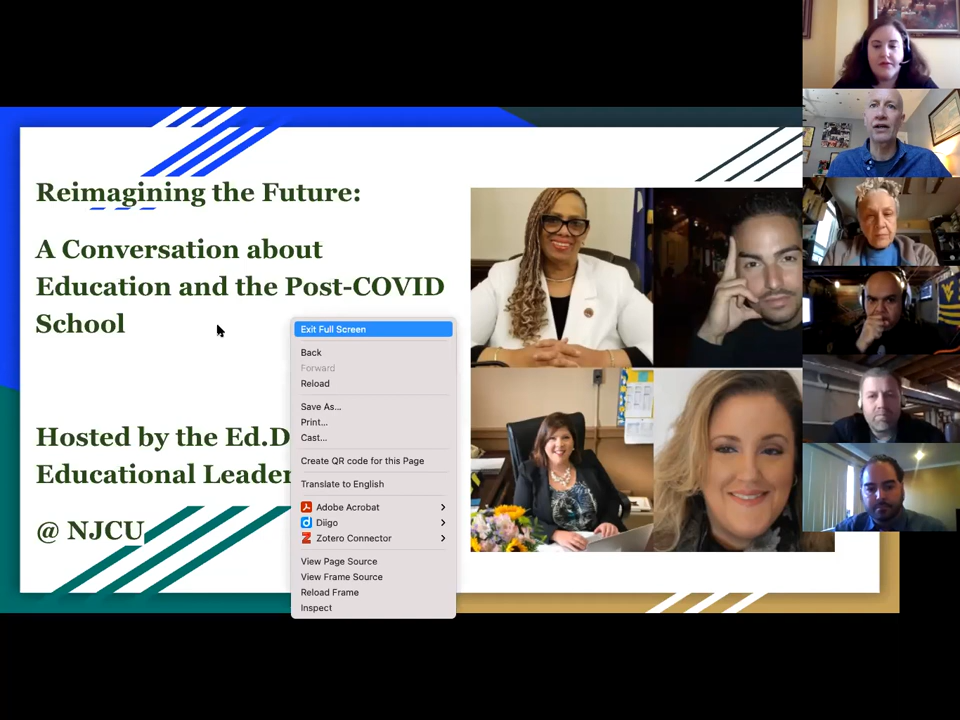 Reimagining the Future:
A Conversation about
Education and the Post-COVID
School
Hosted by the Ed.D
Educational Leader
@ NJCU
Exit Full Screen
Back
Forward
Reload
Save As...
Print...
Cast...
Create QR code for this Page
Translate to English
Adobe Acrobat
Diigo
Zotero Connector
View Page Source
View Frame Source
Reload Frame
Inspect